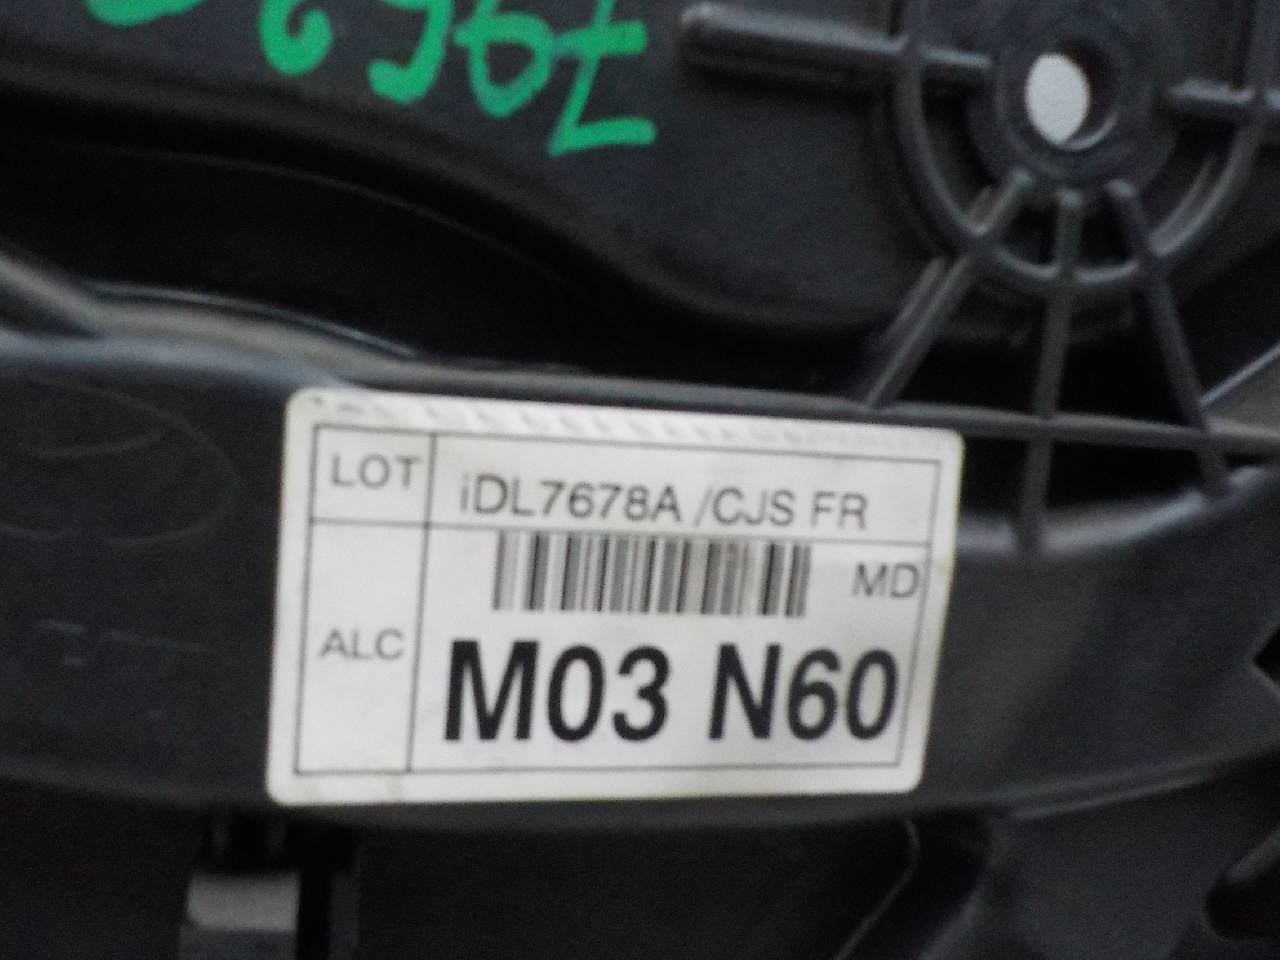 LOT iDL7678A /CJS FR
MD
ALC M03 N60